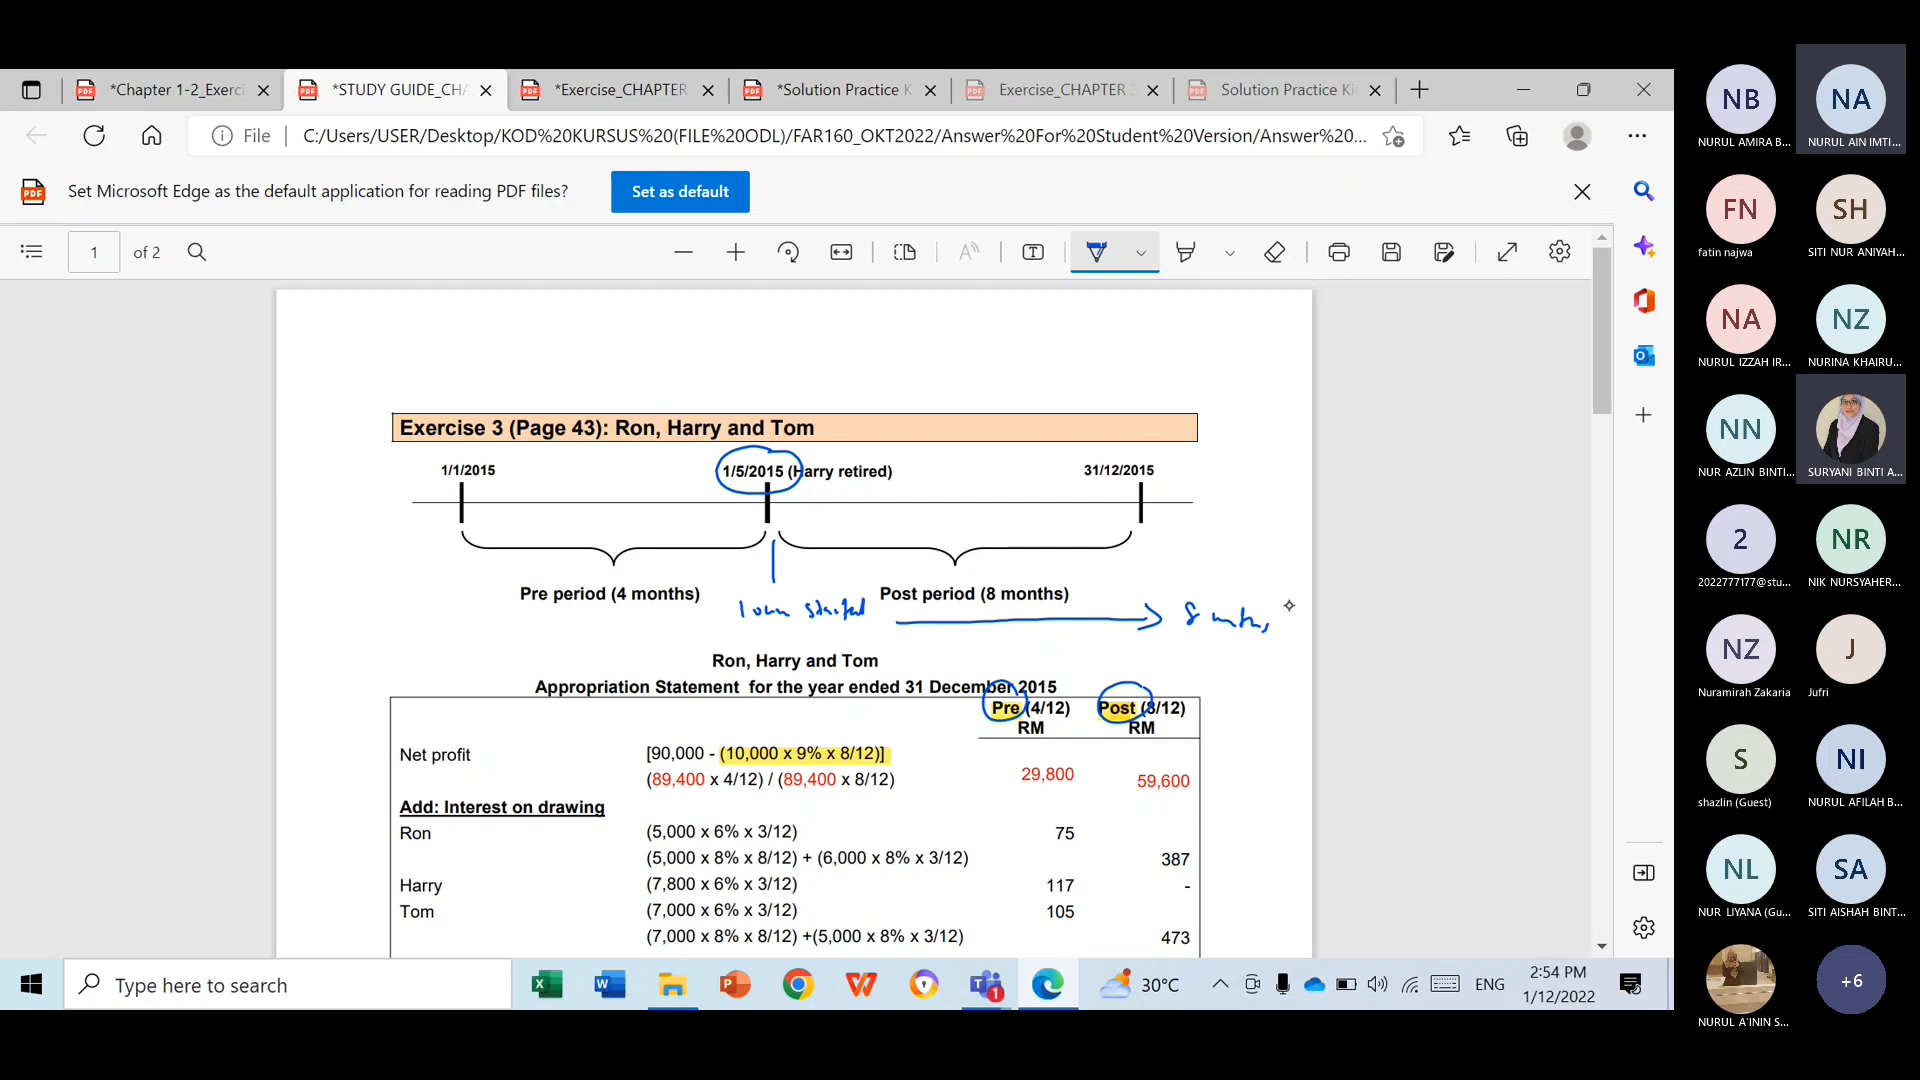 *Chapter 1-2_Exerci
*STUDY GUIDE_CHA
*Exercise_CHAPTER
*Solution Practice K
Exercise_CHAPTER 3
Solution Practice Ki
File
C:/Users/USER/Desktop/KOD%20KURSUS%20(FILE%20ODL)/FAR160_OKT2022/Answer%20For%20Student%20Version/Answer%20...
Set Microsoft Edge as the default application for reading PDF files?
Set as default
1 of 2
Exercise 3 (Page 43): Ron, Harry and Tom
1/1/2015 1/5/2015 (Harry retired) 31/12/2015
Pre period (4 months) Post period (8 months)
loan started
8 mths
Ron, Harry and Tom
Appropriation Statement for the year ended 31 December 2015
Pre (4/12) Post (8/12)
RM RM
Net profit [90,000 - (10,000 x 9% x 8/12)]
(89,400 x 4/12) / (89,400 x 8/12) 29,800 59,600
Add: Interest on drawing
Ron (5,000 x 6% x 3/12) 75
(5,000 x 8% x 8/12) + (6,000 x 8% x 3/12) 387
Harry (7,800 x 6% x 3/12) 117 -
Tom (7,000 x 6% x 3/12) 105
(7,000 x 8% x 8/12) +(5,000 x 8% x 3/12) 473
Type here to search
1
30°C
ENG
2:54 PM
1/12/2022
NB NA
NURUL AMIRA B... NURUL AIN IMTI...
FN SH
fatin najwa SITI NUR ANIYAH...
NA NZ
NURUL IZZAH IR... NURINA KHAIRU...
NN
NUR AZLIN BINTI... SURYANI BINTI A...
2 NR
2022777177@stu... NIK NURSYAHER...
NZ J
Nuramirah Zakaria Jufri
S NI
shazlin (Guest) NURUL AFILAH B...
NL SA
NUR LIYANA (Gu... SITI AISHAH BINT...
+6
NURUL A'ININ S...